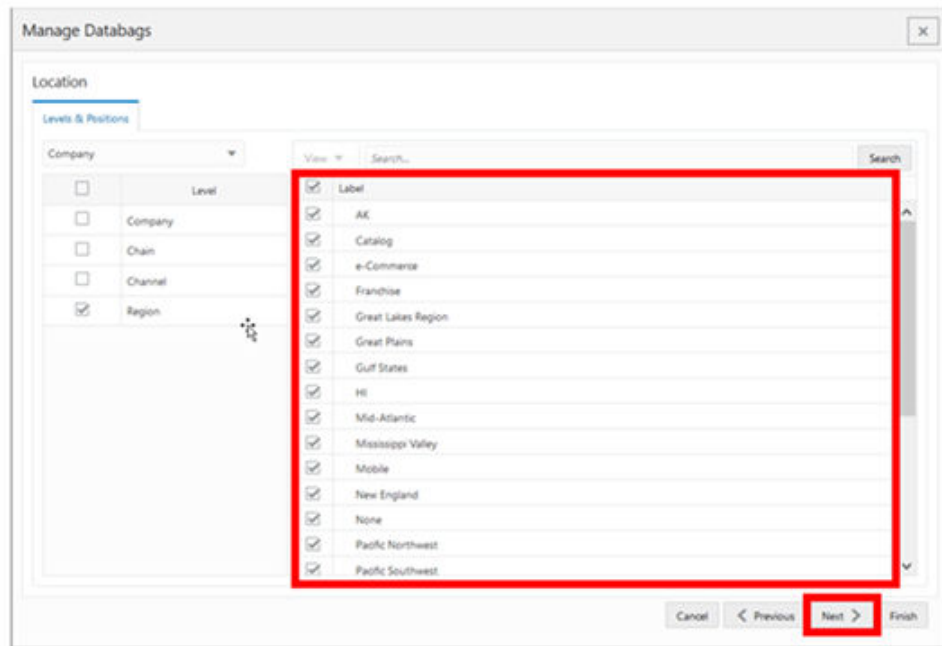 Manage Databags
Location
Levels & Positions
Company
View
Search...
Search
Level
Company
Chain
Channel
Region
Label
AK
Catalog
e-Commerce
Franchise
Great Lakes Region
Great Plains
Gulf States
HI
Mid-Atlantic
Mississippi Valley
Mobile
New England
None
Pacific Northwest
Pacific Southwest
Cancel Previous Next Finish